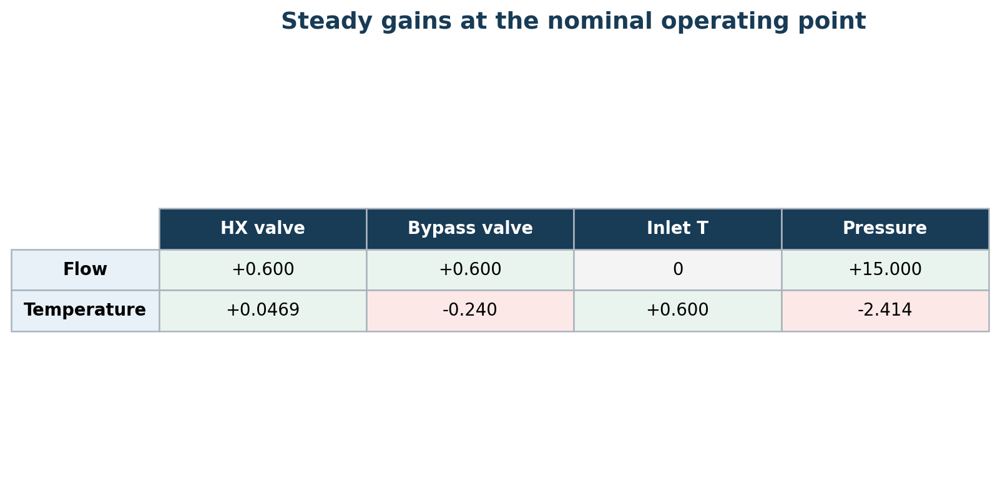 Steady gains at the nominal operating point
HX valve Bypass valve Inlet T Pressure
Flow +0.600 +0.600 0 +15.000
Temperature +0.0469 -0.240 +0.600 -2.414